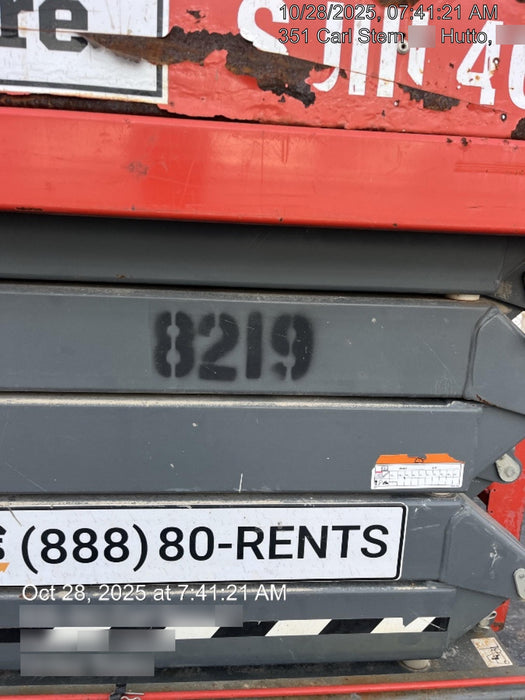 10/28/2025, 07:41:21 AM
351 Carl Stern Hutto,
re
8219
(888) 80-RENTS
Oct 28, 2025 at 7:41:21 AM